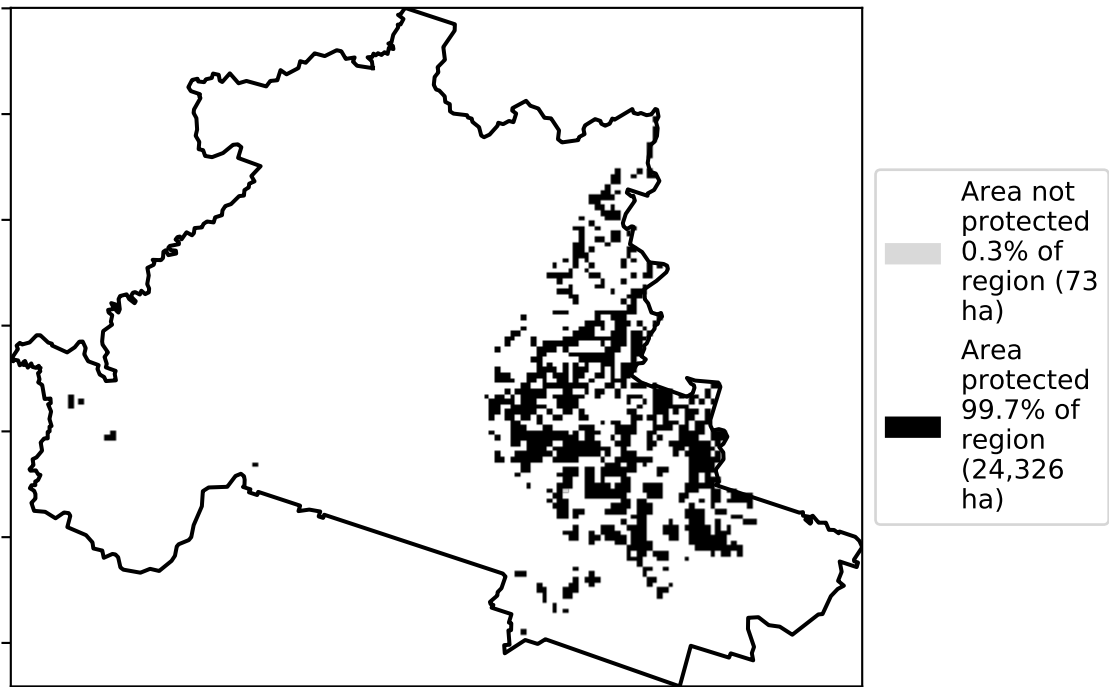 Area not
protected
0.3% of
region (73
ha)
Area
protected
99.7% of
region
(24,326
ha)